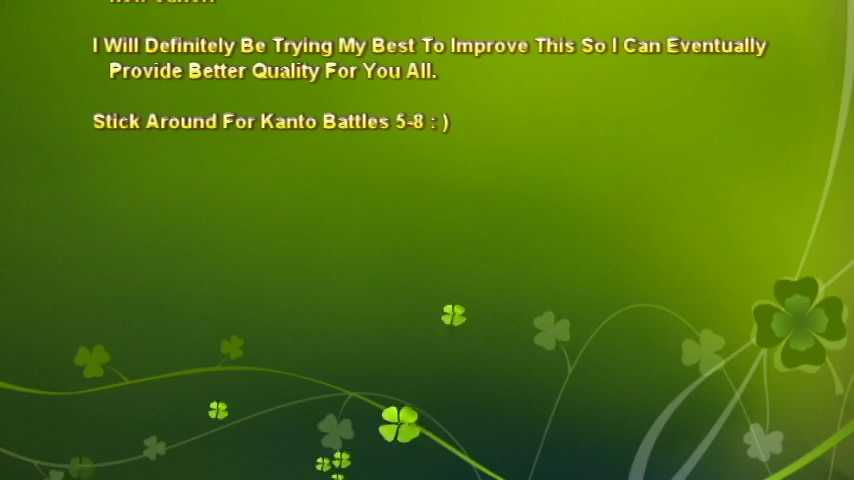 I Will Definitely Be Trying My Best To Improve This So I Can Eventually
Provide Better Quality For You All.
Stick Around For Kanto Battles 5-8 : )